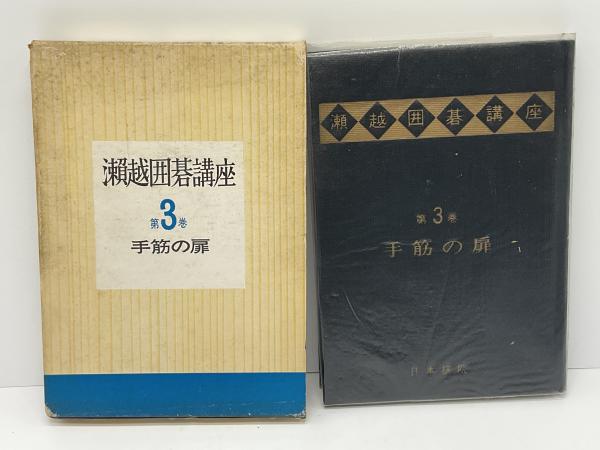 瀬越囲碁講座
第3巻
手筋の扉
瀬越囲碁講座
第3巻
手筋の扉
日本棋院